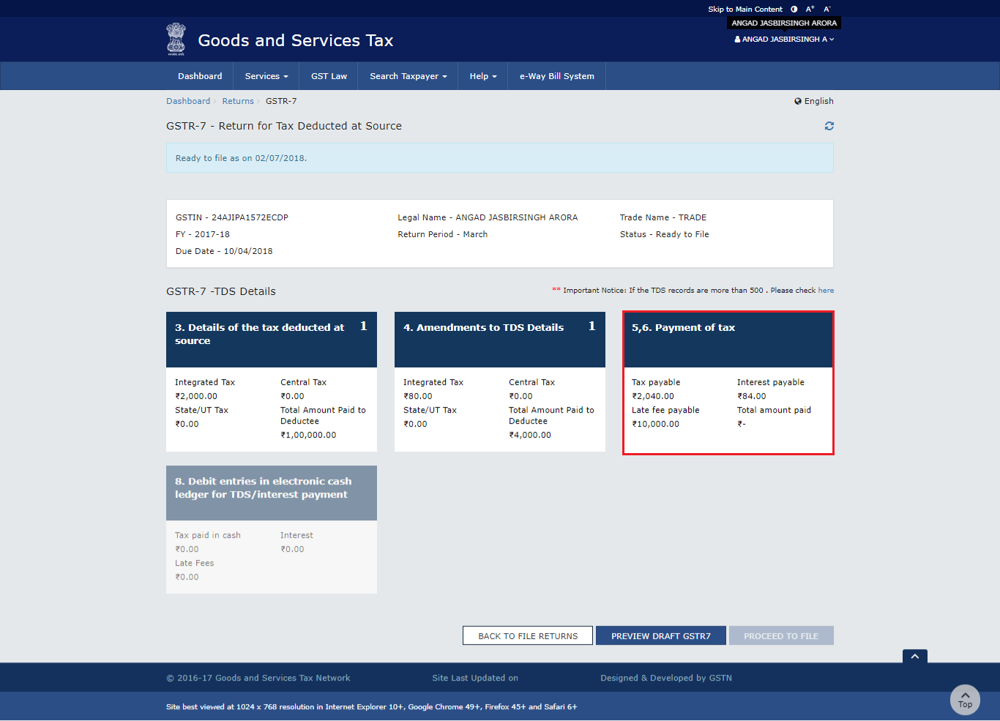 Skip to Main Content A+ A-
ANGAD JASBIRSINGH ARORA
Goods and Services Tax
ANGAD JASBIRSINGH A
Dashboard Services GST Law Search Taxpayer Help e-Way Bill System
Dashboard Returns GSTR-7 English
GSTR-7 - Return for Tax Deducted at Source
Ready to file as on 02/07/2018.
GSTIN - 24AJIPA1572ECDP Legal Name - ANGAD JASBIRSINGH ARORA Trade Name - TRADE
FY - 2017-18 Return Period - March Status - Ready to File
Due Date - 10/04/2018
GSTR-7 -TDS Details ** Important Notice: If the TDS records are more than 500 . Please check here
3. Details of the tax deducted at source 1
Integrated Tax Central Tax
₹2,000.00 ₹0.00
State/UT Tax Total Amount Paid to Deductee
₹0.00 ₹1,00,000.00
4. Amendments to TDS Details 1
Integrated Tax Central Tax
₹80.00 ₹0.00
State/UT Tax Total Amount Paid to Deductee
₹0.00 ₹4,000.00
5,6. Payment of tax
Tax payable Interest payable
₹2,040.00 ₹84.00
Late fee payable Total amount paid
₹10,000.00 ₹-
8. Debit entries in electronic cash
ledger for TDS/interest payment
Tax paid in cash Interest
₹0.00 ₹0.00
Late Fees
₹0.00
BACK TO FILE RETURNS PREVIEW DRAFT GSTR7 PROCEED TO FILE
© 2016-17 Goods and Services Tax Network Site Last Updated on Designed & Developed by GSTN
Site best viewed at 1024 x 768 resolution in Internet Explorer 10+, Google Chrome 49+, Firefox 45+ and Safari 6+
Top